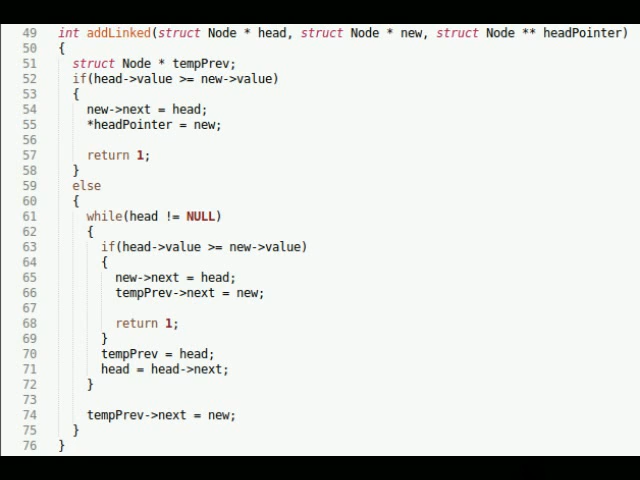 49 int addLinked(struct Node * head, struct Node * new, struct Node ** headPointer)
50 {
51 struct Node * tempPrev;
52 if(head->value >= new->value)
53 {
54 new->next = head;
55 *headPointer = new;
56
57 return 1;
58 }
59 else
60 {
61 while(head != NULL)
62 {
63 if(head->value >= new->value)
64 {
65 new->next = head;
66 tempPrev->next = new;
67
68 return 1;
69 }
70 tempPrev = head;
71 head = head->next;
72 }
73
74 tempPrev->next = new;
75 }
76 }